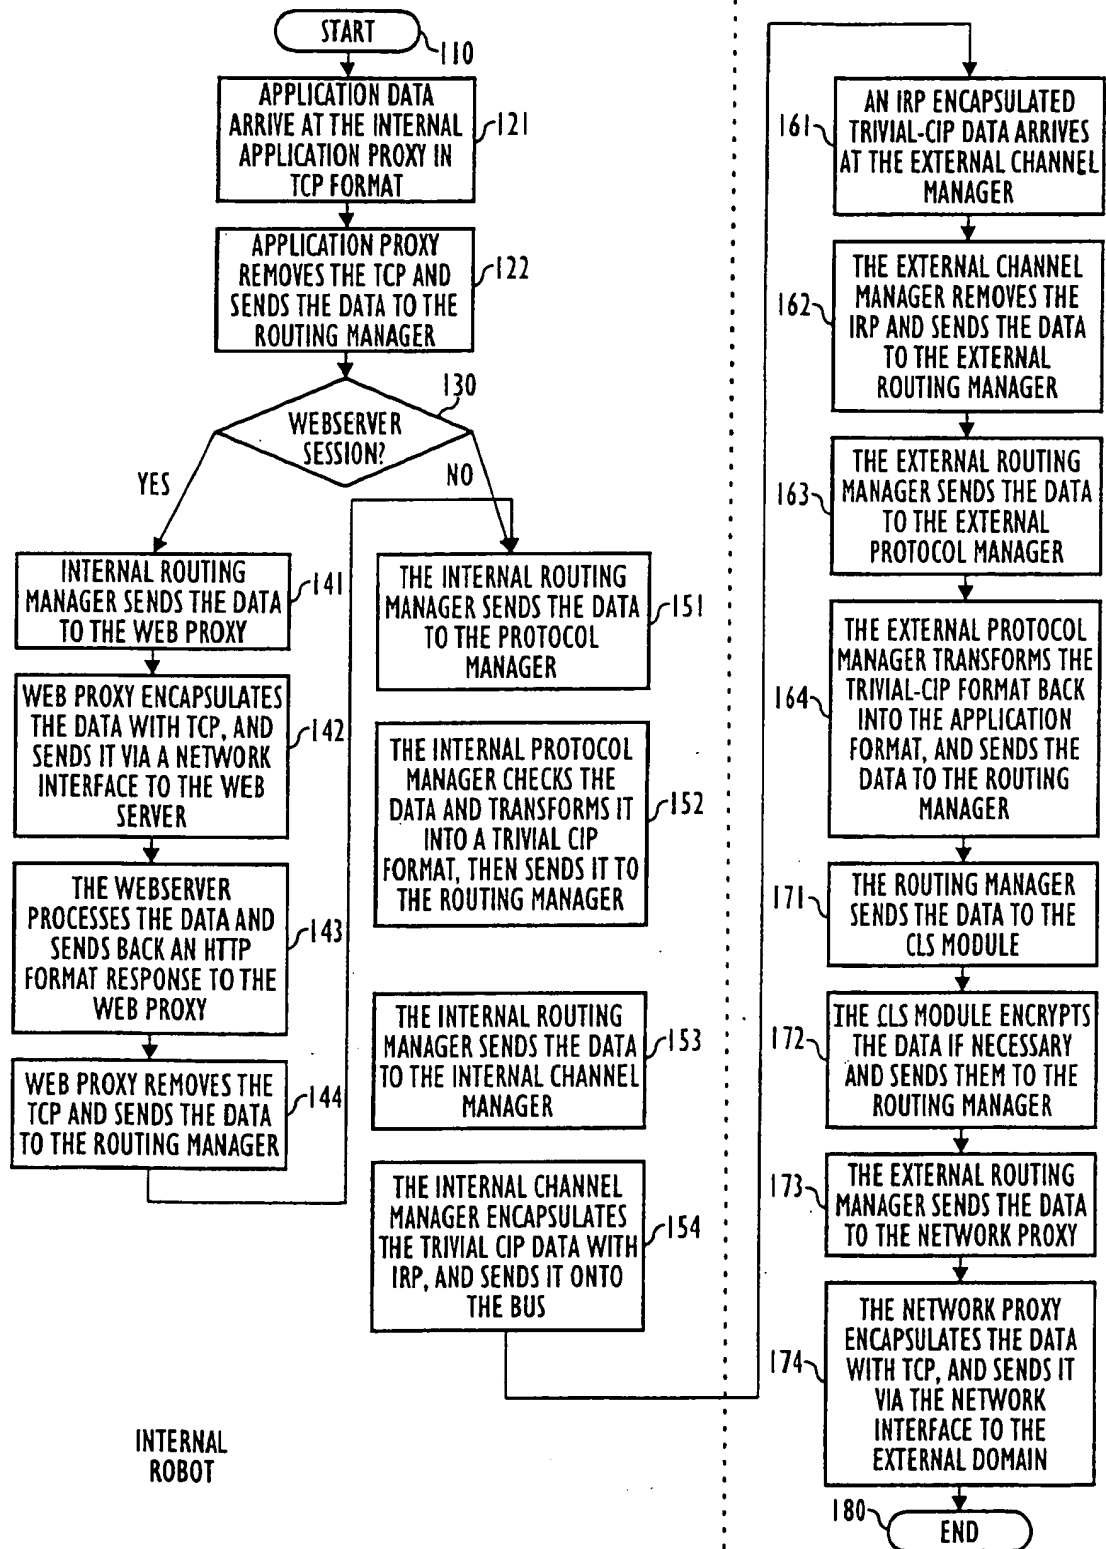 START
110
APPLICATION DATA
ARRIVE AT THE INTERNAL
APPLICATION PROXY IN
TCP FORMAT
121
APPLICATION PROXY
REMOVES THE TCP AND
SENDS THE DATA TO THE
ROUTING MANAGER
122
130
WEBSERVER
SESSION?
YES
NO
INTERNAL ROUTING
MANAGER SENDS THE DATA
TO THE WEB PROXY
141
WEB PROXY ENCAPSULATES
THE DATA WITH TCP, AND
SENDS IT VIA A NETWORK
INTERFACE TO THE WEB
SERVER
142
THE WEBSERVER
PROCESSES THE DATA AND
SENDS BACK AN HTTP
FORMAT RESPONSE TO THE
WEB PROXY
143
WEB PROXY REMOVES THE
TCP AND SENDS THE DATA
TO THE ROUTING MANAGER
144
THE INTERNAL ROUTING
MANAGER SENDS THE DATA
TO THE PROTOCOL
MANAGER
151
THE INTERNAL PROTOCOL
MANAGER CHECKS THE
DATA AND TRANSFORMS IT
INTO A TRIVIAL CIP
FORMAT, THEN SENDS IT TO
THE ROUTING MANAGER
152
THE INTERNAL ROUTING
MANAGER SENDS THE DATA
TO THE INTERNAL CHANNEL
MANAGER
153
THE INTERNAL CHANNEL
MANAGER ENCAPSULATES
THE TRIVIAL CIP DATA WITH
IRP, AND SENDS IT ONTO
THE BUS
154
INTERNAL
ROBOT
AN IRP ENCAPSULATED
TRIVIAL-CIP DATA ARRIVES
AT THE EXTERNAL CHANNEL
MANAGER
161
THE EXTERNAL CHANNEL
MANAGER REMOVES THE
IRP AND SENDS THE DATA
TO THE EXTERNAL
ROUTING MANAGER
162
THE EXTERNAL ROUTING
MANAGER SENDS THE DATA
TO THE EXTERNAL
PROTOCOL MANAGER
163
THE EXTERNAL PROTOCOL
MANAGER TRANSFORMS THE
TRIVIAL-CIP FORMAT BACK
INTO THE APPLICATION
FORMAT, AND SENDS THE
DATA TO THE ROUTING
MANAGER
164
THE ROUTING MANAGER
SENDS THE DATA TO THE
CLS MODULE
171
THE CLS MODULE ENCRYPTS
THE DATA IF NECESSARY
AND SENDS THEM TO THE
ROUTING MANAGER
172
THE EXTERNAL ROUTING
MANAGER SENDS THE DATA
TO THE NETWORK PROXY
173
THE NETWORK PROXY
ENCAPSULATES THE DATA
WITH TCP, AND SENDS IT
VIA THE NETWORK
INTERFACE TO THE
EXTERNAL DOMAIN
174
180
END